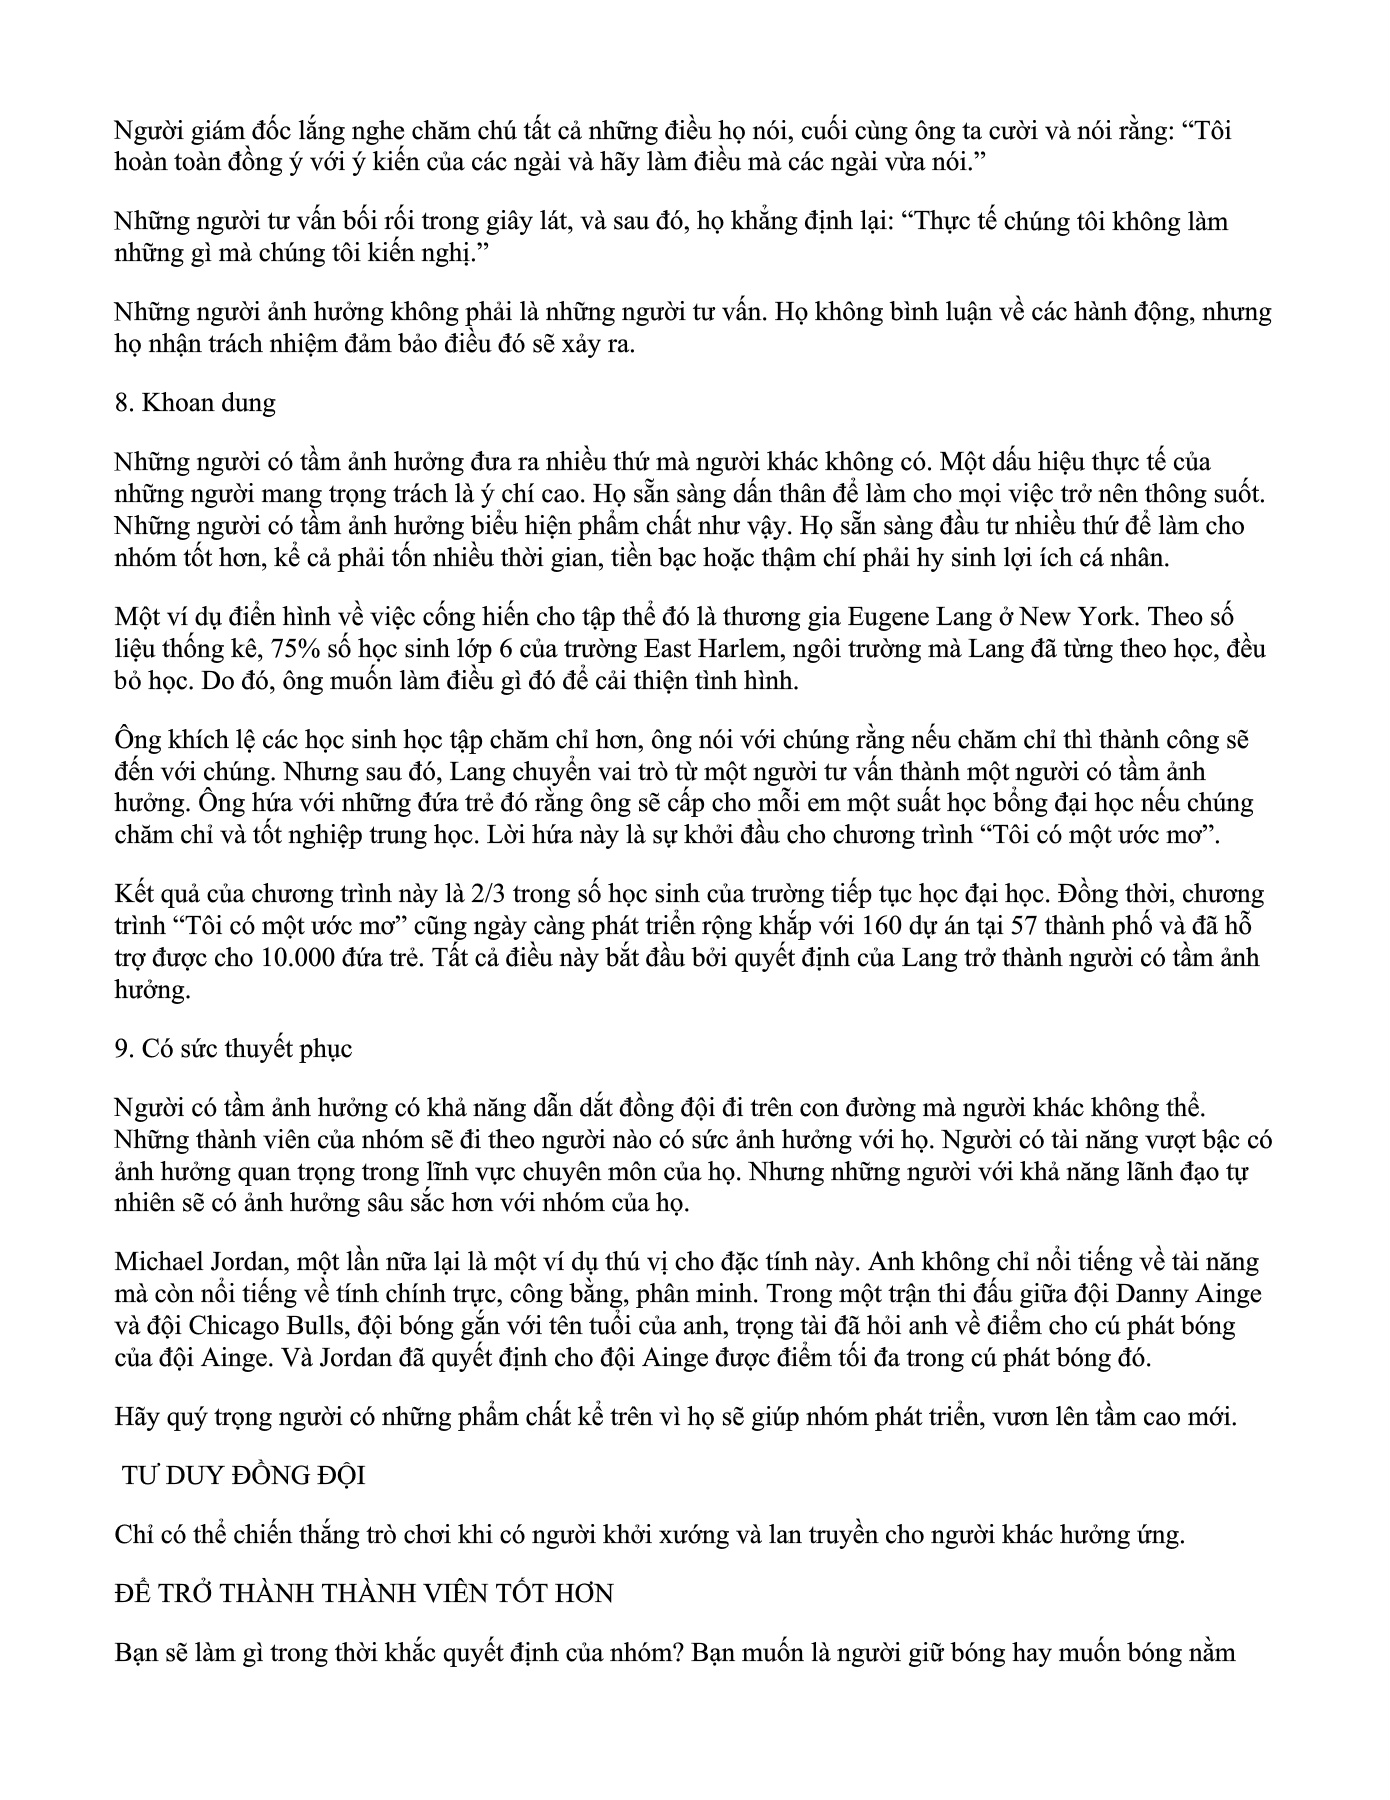 Người giám đốc lắng nghe chăm chú tất cả những điều họ nói, cuối cùng ông ta cười và nói rằng: “Tôi
hoàn toàn đồng ý với ý kiến của các ngài và hãy làm điều mà các ngài vừa nói.”
Những người tư vấn bối rối trong giây lát, và sau đó, họ khẳng định lại: “Thực tế chúng tôi không làm
những gì mà chúng tôi kiến nghị.”
Những người ảnh hưởng không phải là những người tư vấn. Họ không bình luận về các hành động, nhưng
họ nhận trách nhiệm đảm bảo điều đó sẽ xảy ra.
8. Khoan dung
Những người có tầm ảnh hưởng đưa ra nhiều thứ mà người khác không có. Một dấu hiệu thực tế của
những người mang trọng trách là ý chí cao. Họ sẵn sàng dấn thân để làm cho mọi việc trở nên thông suốt.
Những người có tầm ảnh hưởng biểu hiện phẩm chất như vậy. Họ sẵn sàng đầu tư nhiều thứ để làm cho
nhóm tốt hơn, kể cả phải tốn nhiều thời gian, tiền bạc hoặc thậm chí phải hy sinh lợi ích cá nhân.
Một ví dụ điển hình về việc cống hiến cho tập thể đó là thương gia Eugene Lang ở New York. Theo số
liệu thống kê, 75% số học sinh lớp 6 của trường East Harlem, ngôi trường mà Lang đã từng theo học, đều
bỏ học. Do đó, ông muốn làm điều gì đó để cải thiện tình hình.
Ông khích lệ các học sinh học tập chăm chỉ hơn, ông nói với chúng rằng nếu chăm chỉ thì thành công sẽ
đến với chúng. Nhưng sau đó, Lang chuyển vai trò từ một người tư vấn thành một người có tầm ảnh
hưởng. Ông hứa với những đứa trẻ đó rằng ông sẽ cấp cho mỗi em một suất học bổng đại học nếu chúng
chăm chỉ và tốt nghiệp trung học. Lời hứa này là sự khởi đầu cho chương trình “Tôi có một ước mơ”.
Kết quả của chương trình này là 2/3 trong số học sinh của trường tiếp tục học đại học. Đồng thời, chương
trình “Tôi có một ước mơ” cũng ngày càng phát triển rộng khắp với 160 dự án tại 57 thành phố và đã hỗ
trợ được cho 10.000 đứa trẻ. Tất cả điều này bắt đầu bởi quyết định của Lang trở thành người có tầm ảnh
hưởng.
9. Có sức thuyết phục
Người có tầm ảnh hưởng có khả năng dẫn dắt đồng đội đi trên con đường mà người khác không thể.
Những thành viên của nhóm sẽ đi theo người nào có sức ảnh hưởng với họ. Người có tài năng vượt bậc có
ảnh hưởng quan trọng trong lĩnh vực chuyên môn của họ. Nhưng những người với khả năng lãnh đạo tự
nhiên sẽ có ảnh hưởng sâu sắc hơn với nhóm của họ.
Michael Jordan, một lần nữa lại là một ví dụ thú vị cho đặc tính này. Anh không chỉ nổi tiếng về tài năng
mà còn nổi tiếng về tính chính trực, công bằng, phân minh. Trong một trận thi đấu giữa đội Danny Ainge
và đội Chicago Bulls, đội bóng gắn với tên tuổi của anh, trọng tài đã hỏi anh về điểm cho cú phát bóng
của đội Ainge. Và Jordan đã quyết định cho đội Ainge được điểm tối đa trong cú phát bóng đó.
Hãy quý trọng người có những phẩm chất kể trên vì họ sẽ giúp nhóm phát triển, vươn lên tầm cao mới.
TƯ DUY ĐỒNG ĐỘI
Chỉ có thể chiến thắng trò chơi khi có người khởi xướng và lan truyền cho người khác hưởng ứng.
ĐỂ TRỞ THÀNH THÀNH VIÊN TỐT HƠN
Bạn sẽ làm gì trong thời khắc quyết định của nhóm? Bạn muốn là người giữ bóng hay muốn bóng nằm